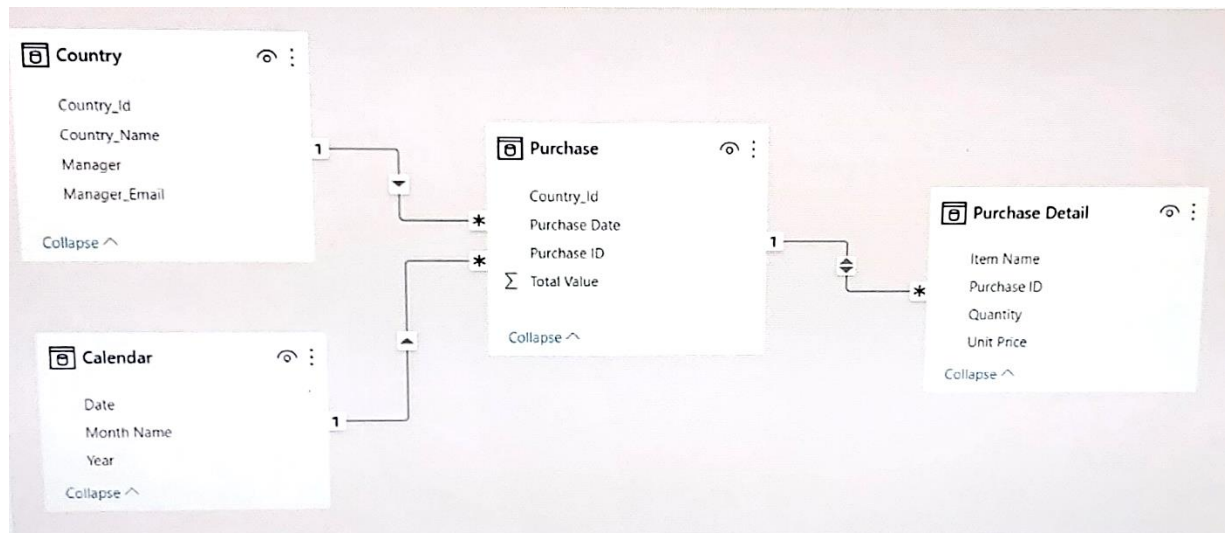 Country
Country_Id
Country_Name
Manager
Manager_Email
Collapse
1
*
Purchase
Country_Id
Purchase Date
Purchase ID
Σ Total Value
Collapse
*
1
*
Purchase Detail
Item Name
Purchase ID
Quantity
Unit Price
Collapse
Calendar
Date
Month Name
Year
Collapse
1